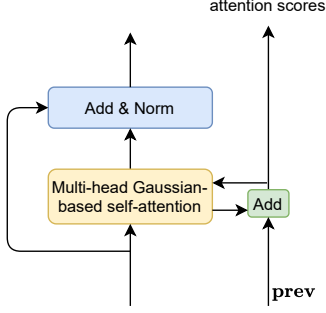 attention scores
Add & Norm
Multi-head Gaussian-
based self-attention
Add
prev